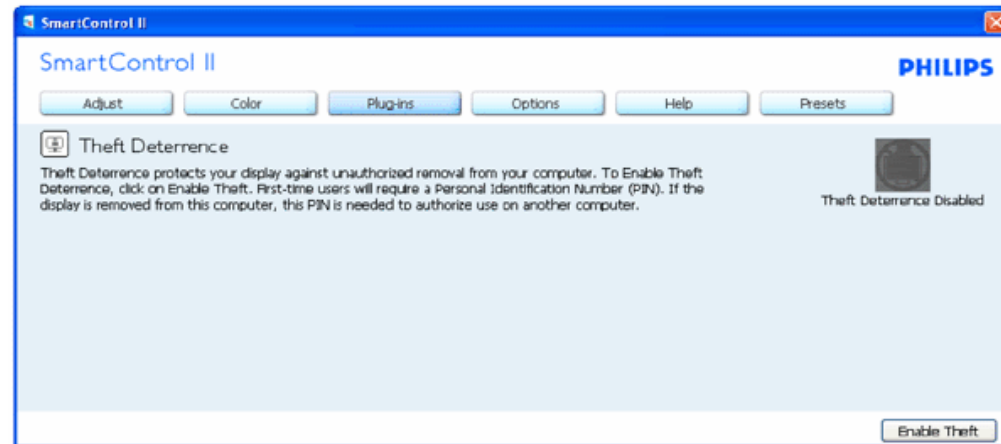 SmartControl II
SmartControl II
PHILIPS
Adjust Color Plug-ins Options Help Presets
Theft Deterrence
Theft Deterrence protects your display against unauthorized removal from your computer. To Enable Theft
Deterrence, click on Enable Theft. First-time users will require a Personal Identification Number (PIN). If the
display is removed from this computer, this PIN is needed to authorize use on another computer.
Theft Deterrence Disabled
Enable Theft